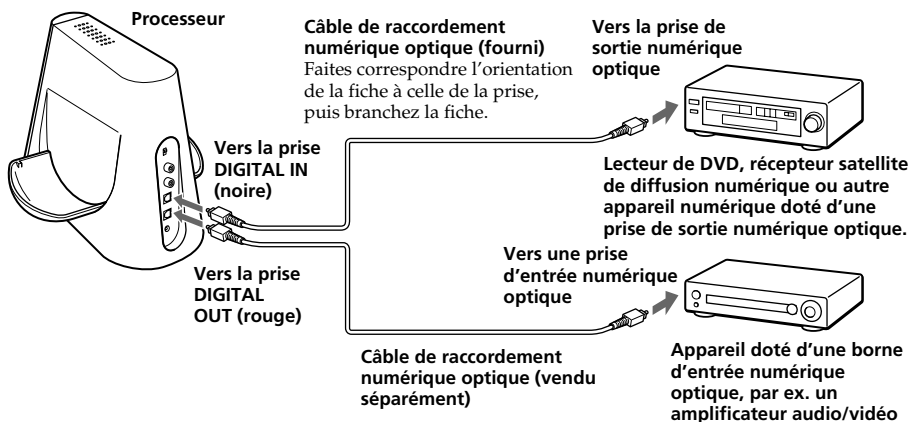 Processeur
Câble de raccordement
numérique optique (fourni)
Faites correspondre l'orientation
de la fiche à celle de la prise,
puis branchez la fiche.
Vers la prise de
sortie numérique
optique
Vers la prise
DIGITAL IN
(noire)
Lecteur de DVD, récepteur satellite
de diffusion numérique ou autre
appareil numérique doté d'une
prise de sortie numérique optique.
Vers la prise
DIGITAL
OUT (rouge)
Vers une prise
d'entrée numérique
optique
Câble de raccordement
numérique optique (vendu
séparément)
Appareil doté d'une borne
d'entrée numérique
optique, par ex. un
amplificateur audio/vidéo